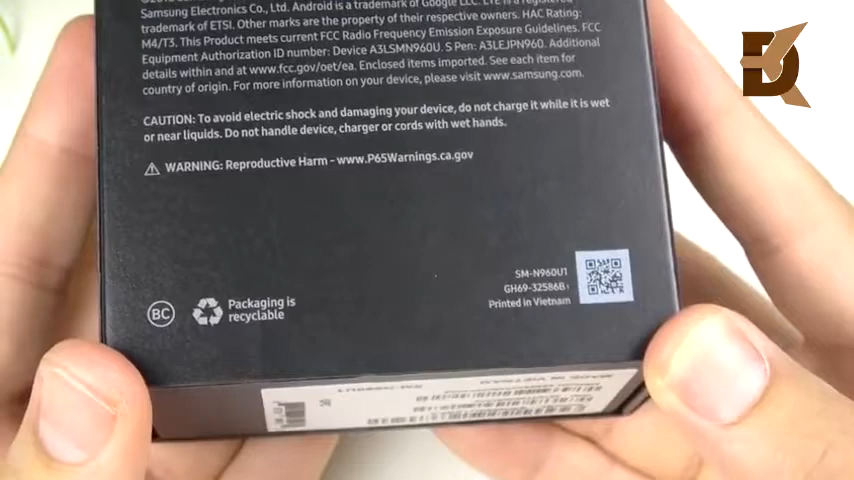 Samsung Electronics Co., Ltd. Android is a trademark of Google LLC. LTE is a
trademark of ETSI. Other marks are the property of their respective owners. HAC Rating:
M4/T3. This Product meets current FCC Radio Frequency Emission Exposure Guidelines. FCC
Equipment Authorization ID number: Device A3LSMN960U. S Pen: A3LEJPN960. Additional
details within and at www.fcc.gov/oet/ea. Enclosed items imported. See each item for
country of origin. For more information on your device, please visit www.samsung.com.
CAUTION: To avoid electric shock and damaging your device, do not charge it while it is wet
or near liquids. Do not handle device, charger or cords with wet hands.
WARNING: Reproductive Harm - www.P65Warnings.ca.gov
SM-N960U1
GH69-32586B
Printed in Vietnam
BC
Packaging is
recyclable
MADE IN VIETNAM